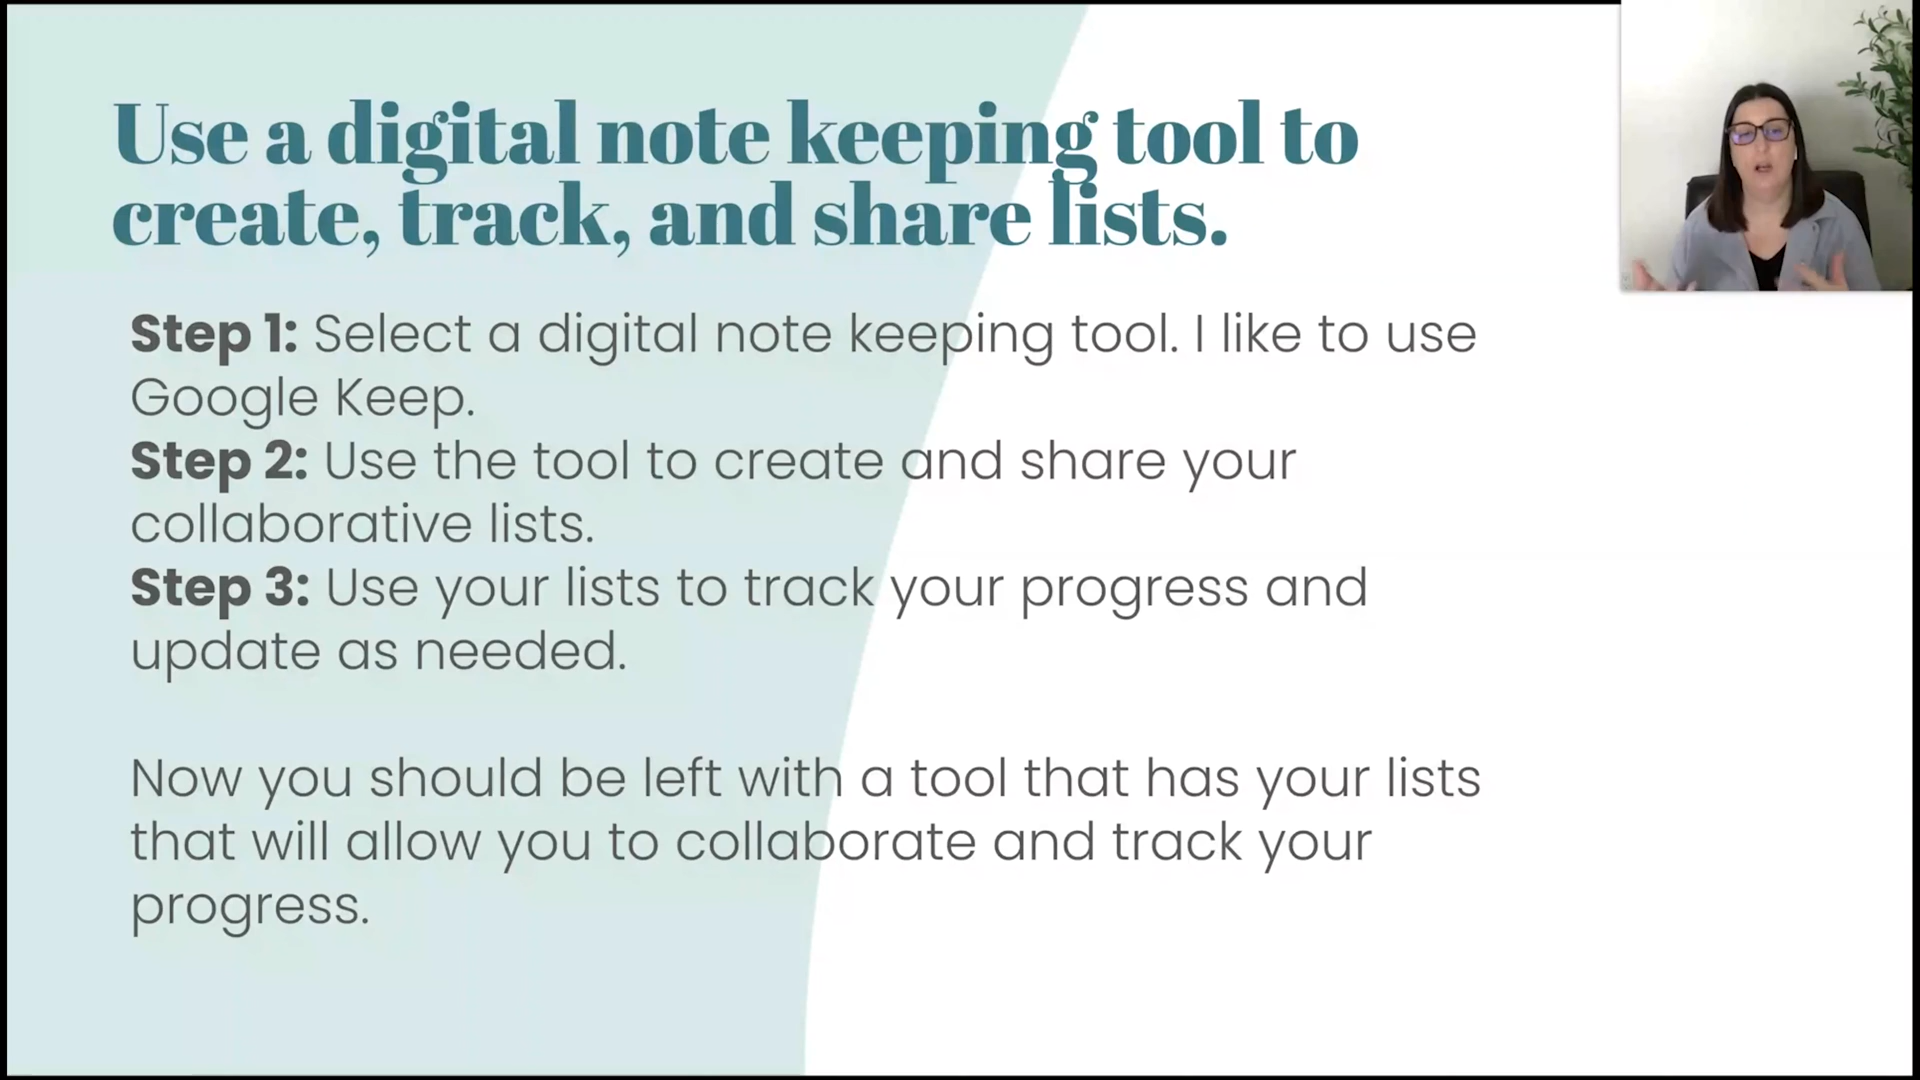 Use a digital note keeping tool to
create, track, and share lists.
Step 1: Select a digital note keeping tool. I like to use
Google Keep.
Step 2: Use the tool to create and share your
collaborative lists.
Step 3: Use your lists to track your progress and
update as needed.
Now you should be left with a tool that has your lists
that will allow you to collaborate and track your
progress.